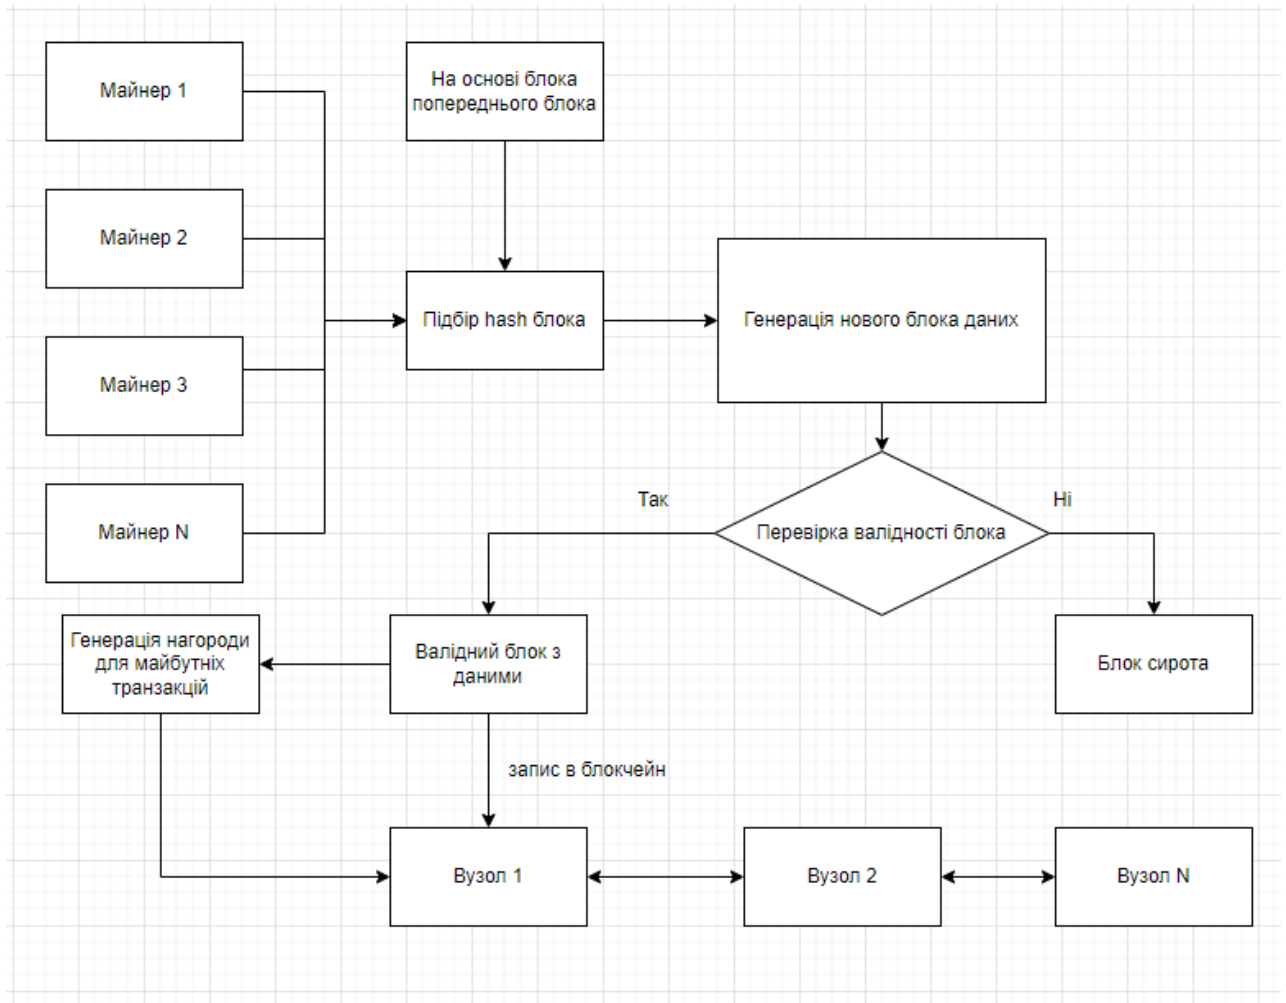 Майнер 1
На основі блока
попереднього блока
Майнер 2
Майнер 3
Майнер N
Підбір hash блока
Генерація нового блока даних
Так
Ні
Перевірка валідності блока
Генерація нагороди
для майбутніх
транзакцій
Валідний блок з
даними
Блок сирота
запис в блокчейн
Вузол 1
Вузол 2
Вузол N